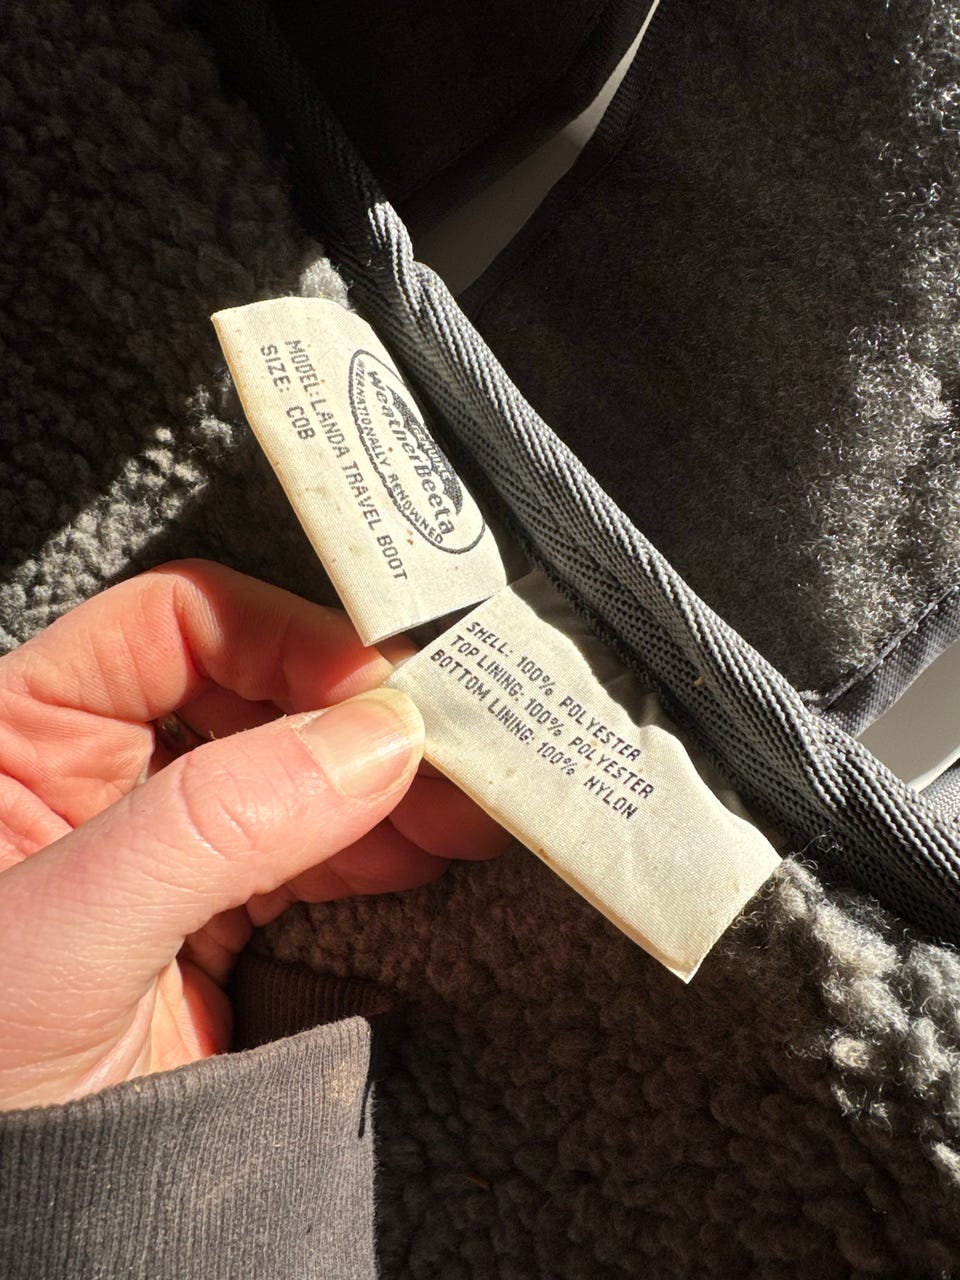 WeatherBeeta
INTERNATIONALLY RENOWNED
MODEL: LANDA TRAVEL BOOT
SIZE: COB
SHELL: 100% POLYESTER
TOP LINING: 100% POLYESTER
BOTTOM LINING: 100% NYLON